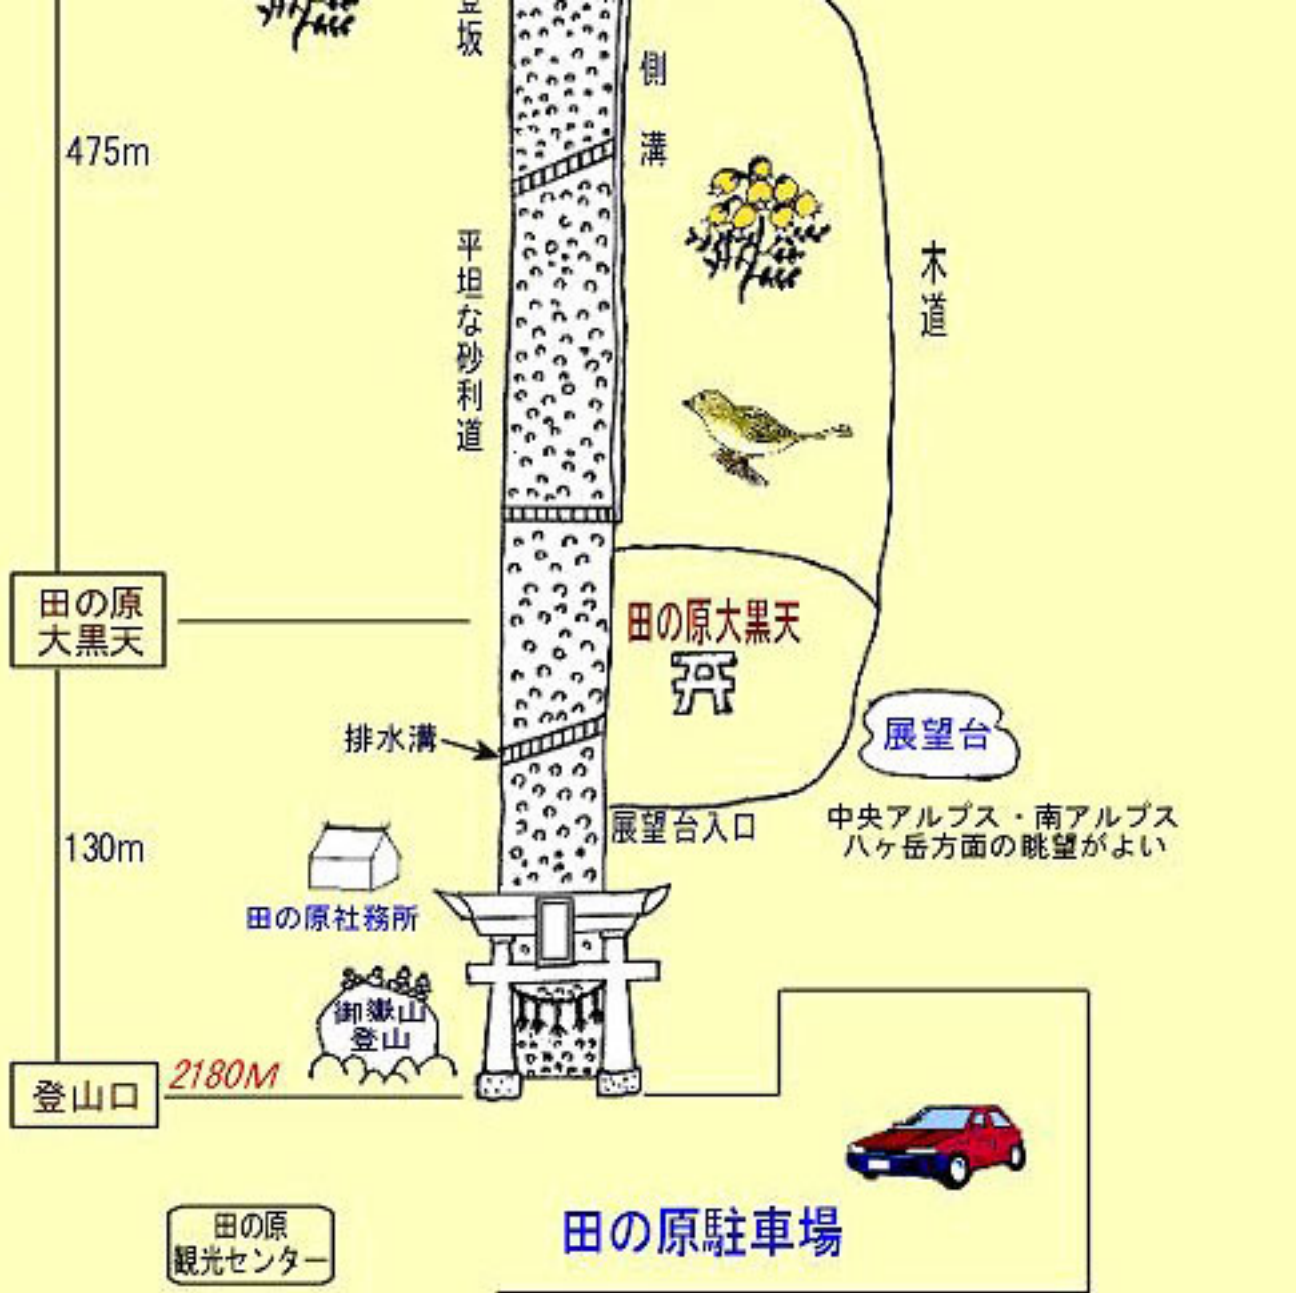 登坂
側溝
475m
平坦な砂利道
木道
田の原
大黒天
田の原大黒天
排水溝
展望台
中央アルプス・南アルプス
八ヶ岳方面の眺望がよい
展望台入口
130m
田の原社務所
御嶽山
登山
2180M
登山口
田の原駐車場
田の原
観光センター